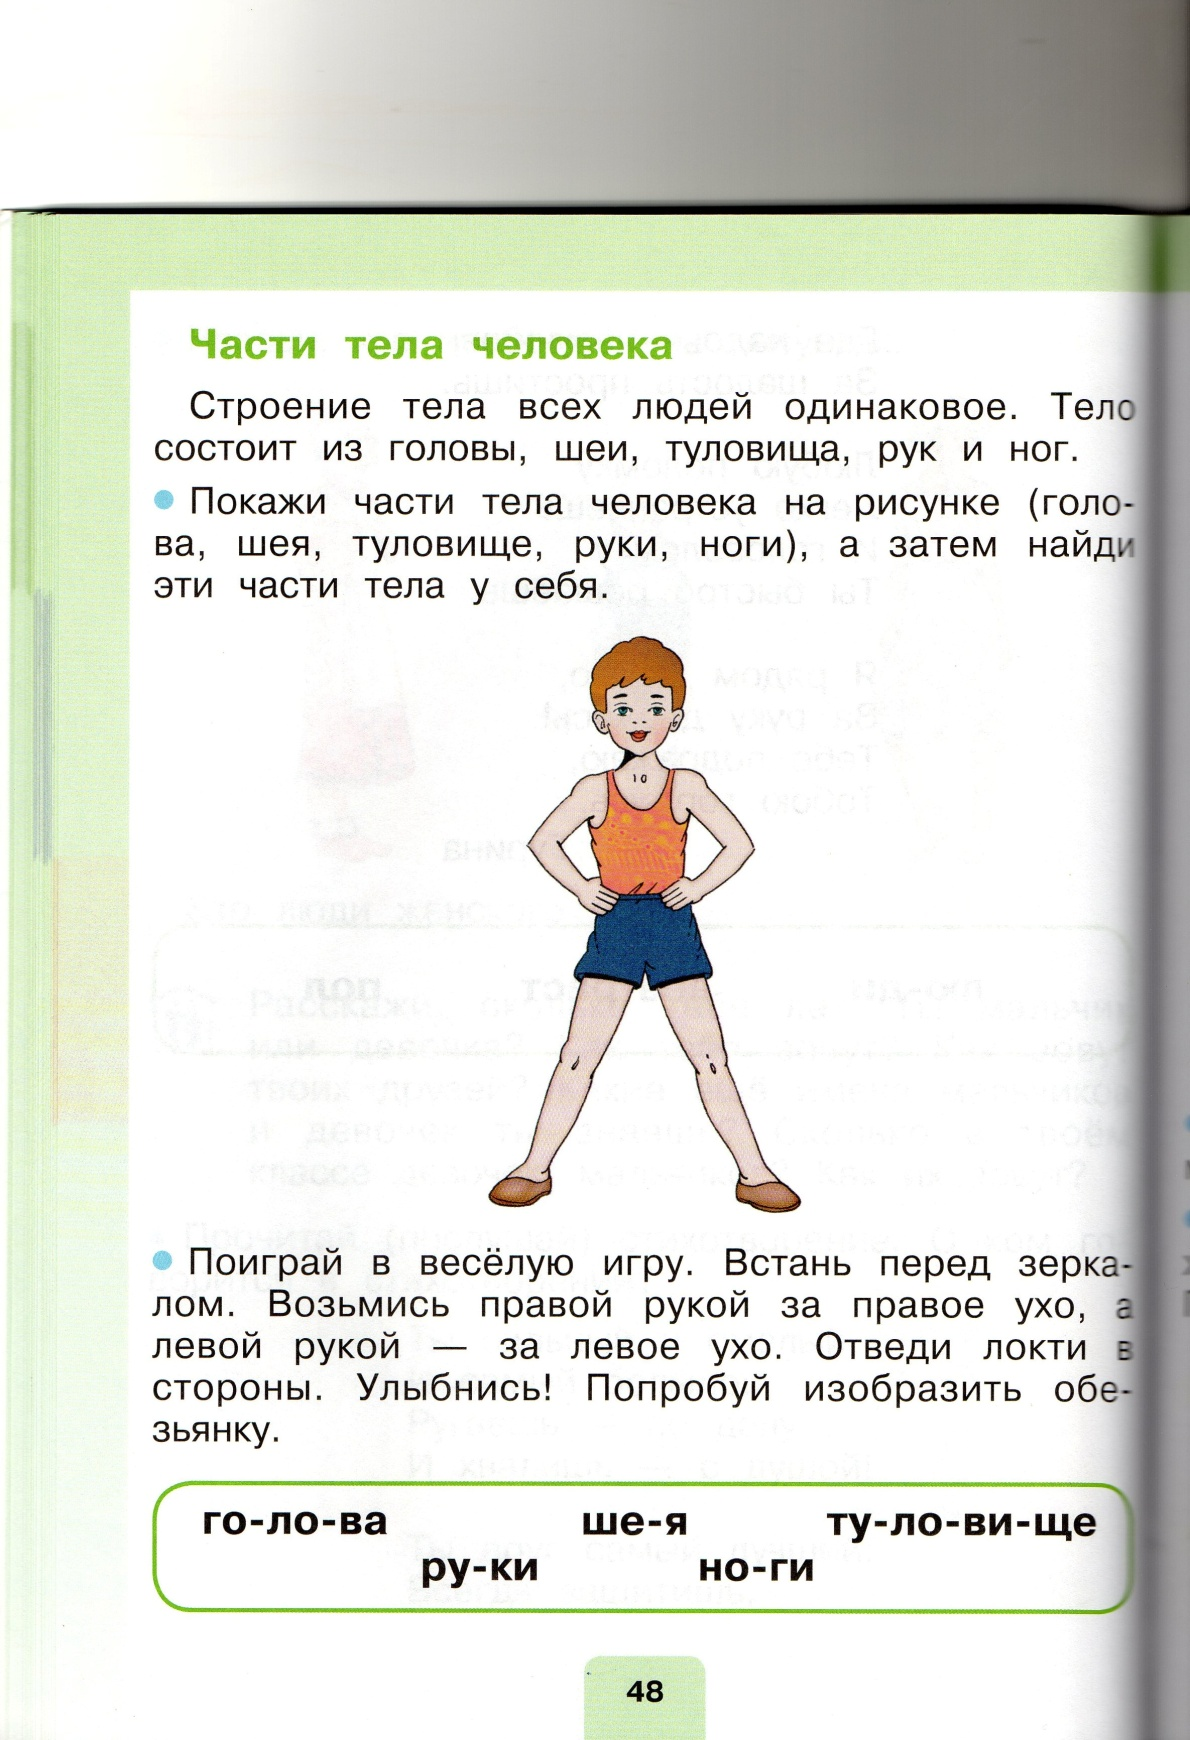 Части тела человека
Строение тела всех людей одинаковое. Тело
состоит из головы, шеи, туловища, рук и ног.
Покажи части тела человека на рисунке (голо-
ва, шея, туловище, руки, ноги), а затем найди
эти части тела у себя.
Поиграй в весёлую игру. Встань перед зерка-
лом. Возьмись правой рукой за правое ухо, а
левой рукой — за левое ухо. Отведи локти в
стороны. Улыбнись! Попробуй изобразить обе-
зьянку.
го-ло-ва ше-я ту-ло-ви-ще
ру-ки но-ги
48